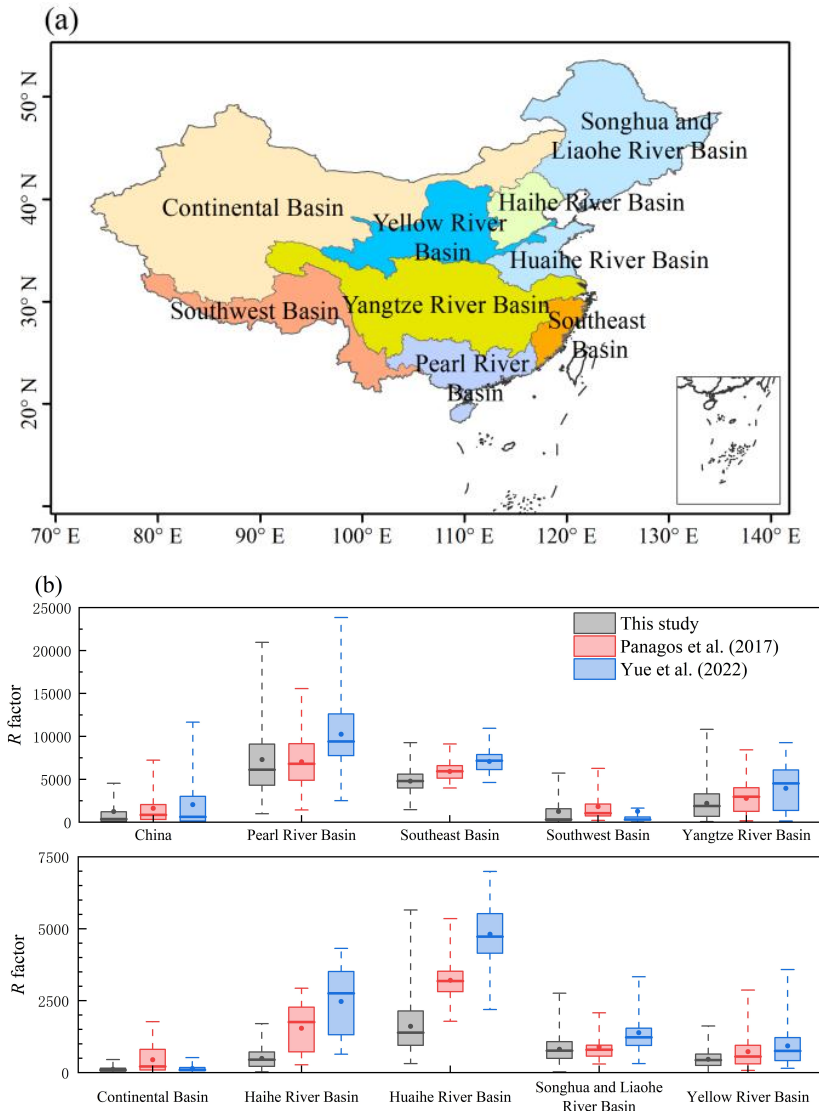 (a)
50° N
40° N
30° N
20° N
Songhua and
Liaohe River Basin
Continental Basin
Haihe River Basin
Yellow River
Basin
Huaihe River Basin
Southwest Basin
Yangtze River Basin
Southeast
Basin
Pearl River
Basin
70° E
80° E
90° E
100° E
110° E
120° E
130° E
140° E
(b)
25000
20000
15000
10000
5000
0
R factor
This study
Panagos et al. (2017)
Yue et al. (2022)
China
Pearl River Basin
Southeast Basin
Southwest Basin
Yangtze River Basin
7500
5000
2500
0
R factor
Continental Basin
Haihe River Basin
Huaihe River Basin
Songhua and Liaohe
River Basin
Yellow River Basin